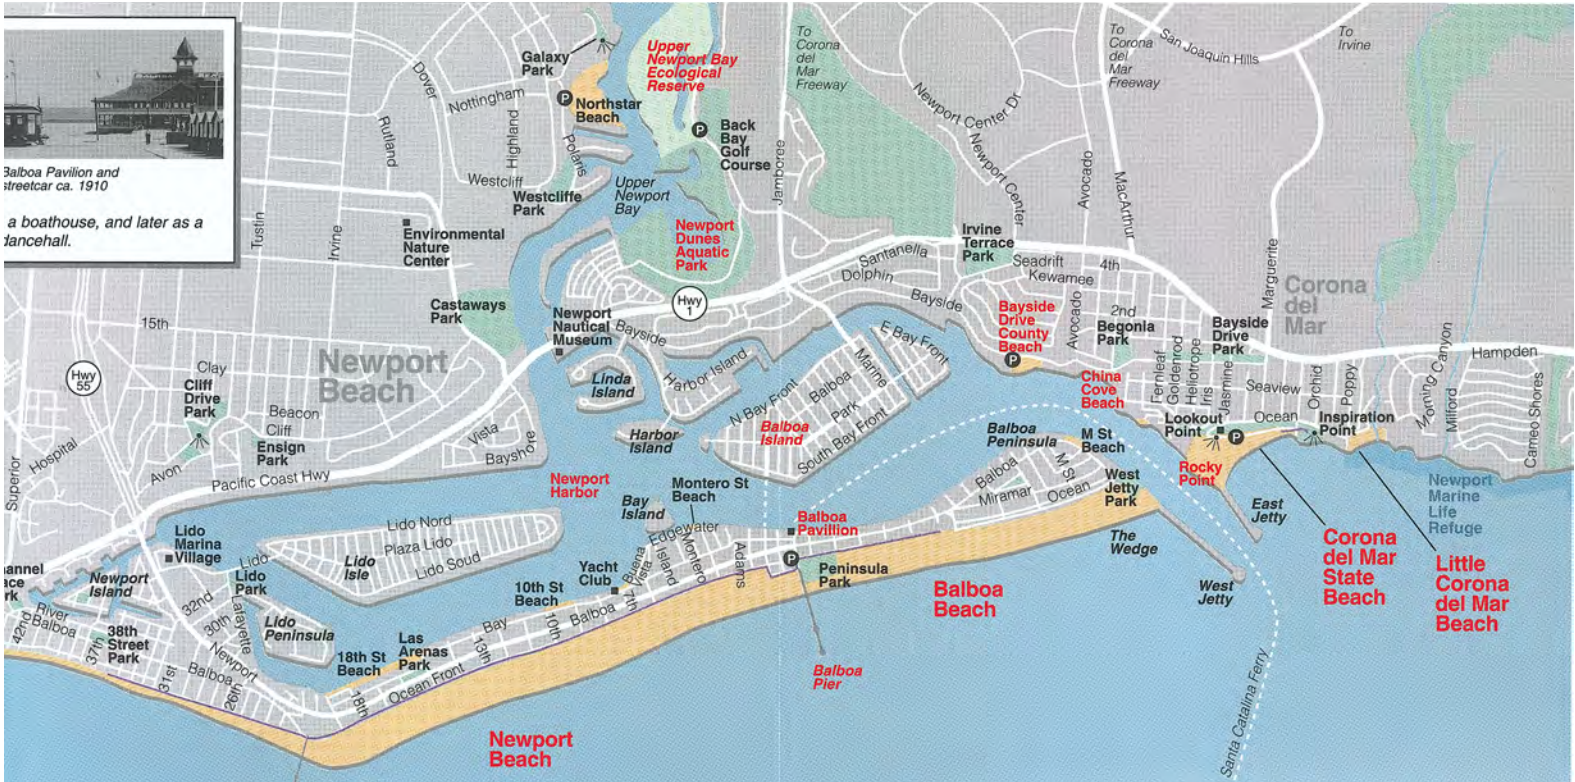 Balboa Pavilion and
streetcar ca. 1910
a boathouse, and later as a
dancehall.
Galaxy
Park
Upper
Newport Bay
Ecological
Reserve
To
Corona
del
Mar
Freeway
To
Corona
del
Mar
Freeway
San Joaquin Hills
To
Irvine
Dover
Nottingham
P
Northstar
Beach
P
Back
Bay
Golf
Course
Newport Center Dr
Newport Center
Rutland
Highland
Polaris
Westcliff
Westcliffe
Park
Upper
Newport
Bay
Jamboree
Avocado
MacArthur
Tustin
Irvine
Environmental
Nature
Center
Newport
Dunes
Aquatic
Park
Irvine
Terrace
Park
Santanella
Dolphin
Seadrift
Kewamee
4th
Marguerite
Corona
del
Mar
Castaways
Park
Hwy
1
Newport
Nautical
Museum
Bayside
Bayside
Bayside
Drive
County
Beach
P
Avocado
2nd
Begonia
Park
Bayside
Drive
Park
15th
Newport
Beach
Hwy
55
Clay
Cliff
Drive
Park
Beacon
Cliff
Ensign
Park
Avon
Hospital
Superior
Pacific Coast Hwy
Vista
Bayshore
Linda
Island
Harbor Island
Harbor
Island
E Bay Front
Marine
N Bay Front
Balboa
Park
Balboa
Island
South Bay Front
China
Cove
Beach
Fernleaf
Goldenrod
Heliotrope
Iris
Jasmine
Seaview
Orchid
Poppy
Ocean
Hampden
Morning Canyon
Milford
Cameo Shores
Lookout
Point
P
Inspiration
Point
Rocky
Point
East
Jetty
Newport
Marine
Life
Refuge
Balboa
Peninsula
M St
Beach
Balboa
M St
Miramar
Ocean
West
Jetty
Park
The
Wedge
West
Jetty
Newport
Harbor
Bay
Island
Montero St
Beach
Edgewater
Balboa
Pavillion
P
Peninsula
Park
Adams
Montero
Island
Buena
Vista
7th
Yacht
Club
10th St
Beach
Balboa
10th
Bay
13th
Lido Nord
Plaza Lido
Lido Soud
Lido
Isle
Lido
Lido
Marina
Village
Lido
Park
Newport
Island
River
Balboa
42nd
37th
38th
Street
Park
32nd
30th
Lafayette
Lido
Peninsula
Newport
31st
Balboa
26th
18th St
Beach
18th
Las
Arenas
Park
Ocean Front
Balboa
Pier
Balboa
Beach
Newport
Beach
Corona
del Mar
State
Beach
Little
Corona
del Mar
Beach
Santa Catalina Ferry